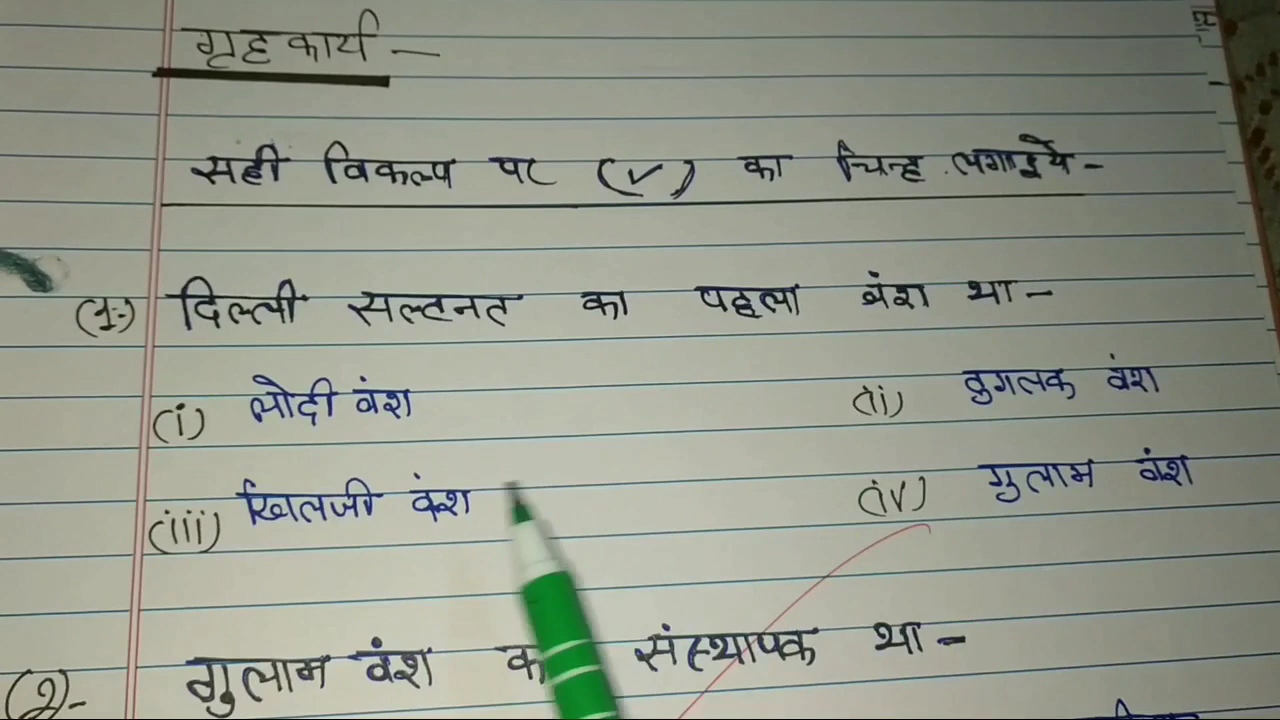 गृह कार्य —
सही विकल्प पर (✓) का चिन्ह लगाइये -
(1:-) दिल्ली सल्तनत का पहला वंश था -
(i) लोदी वंश (ii) तुगलक वंश
(iii) खिलजी वंश (iv) गुलाम वंश
(2)- गुलाम वंश संस्थापक था -